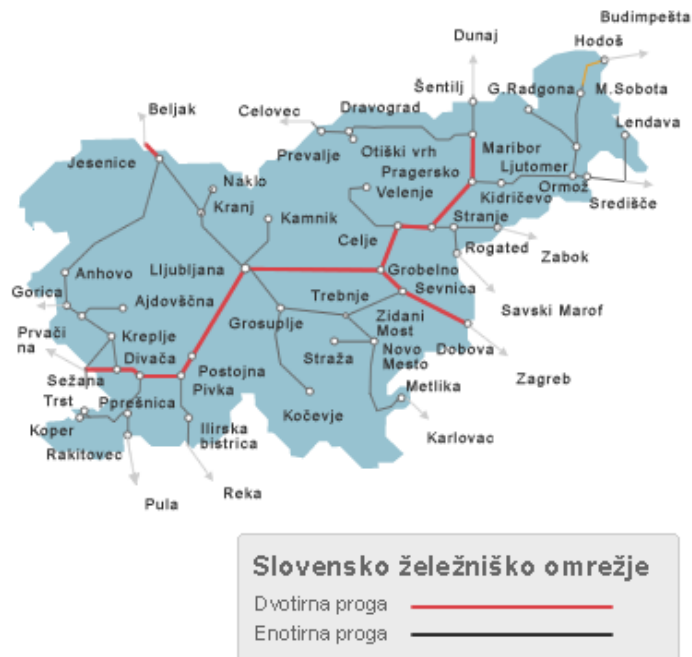 Budimpešta
Dunaj
Hodoš
Šentilj
G.Radgona
M.Sobota
Beljak
Celovec
Dravograd
Lendava
Prevalje
Otiški vrh
Maribor
Jesenice
Pragersko
Ljutomer
Naklo
Velenje
Kidričevo
Ormož
Središče
Kranj
Kamnik
Stranje
Celje
Rogated
Zabok
Anhovo
Lljubljana
Grobelno
Gorica
Ajdovščna
Trebnje
Sevnica
Savski Marof
Prvači
na
Kreplje
Grosuplje
Zidani
Most
Divača
Straža
Novo
Mesto
Dobova
Sežana
Postojna
Zagreb
Pivka
Metlika
Trst
Pprešnica
Kočevje
Koper
Ilirska
bistrica
Karlovac
Rakitovec
Reka
Pula
Slovensko želežniško omrežje
Dvotirna proga
Enotirna proga